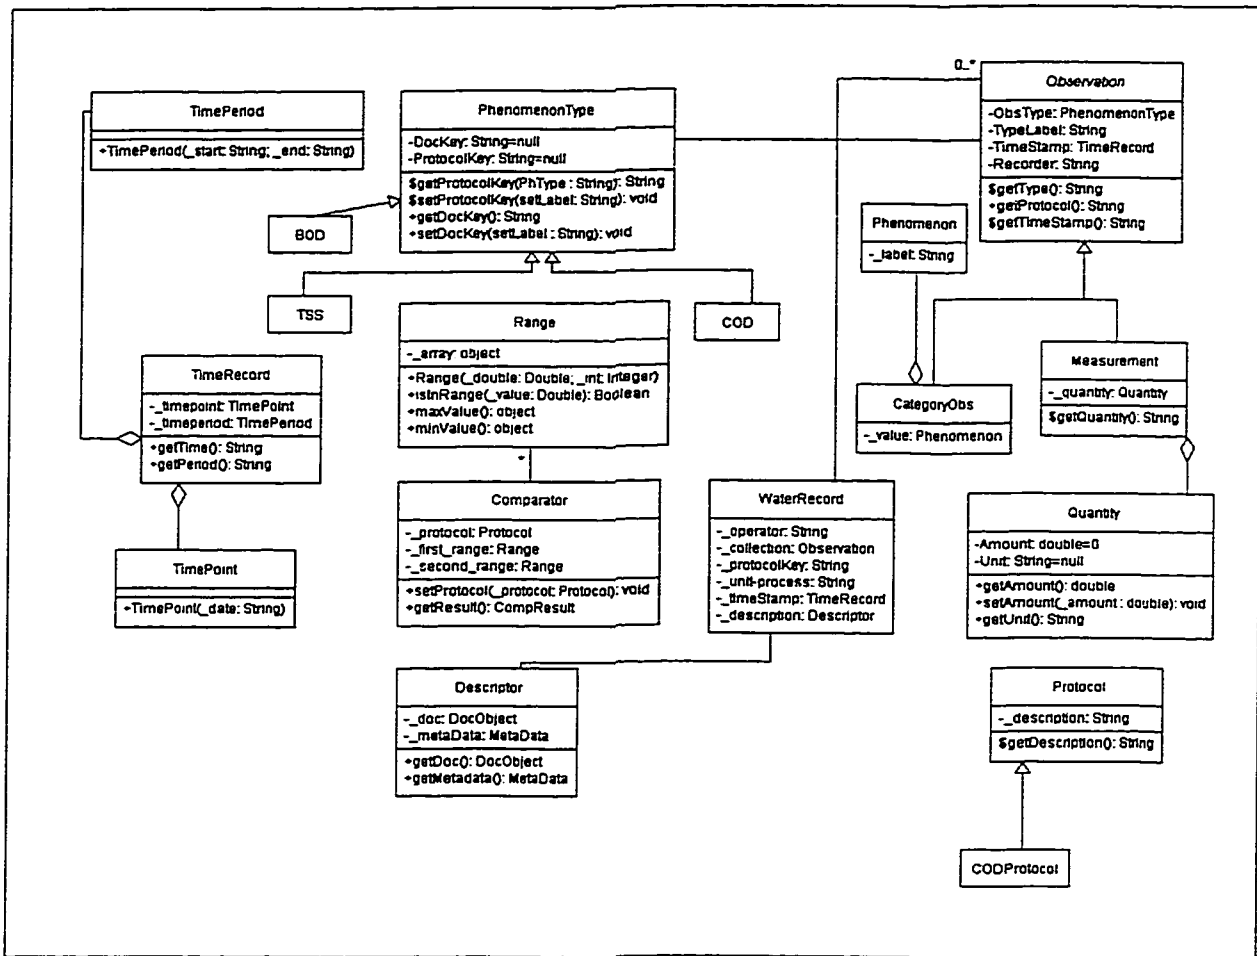 TimePeriod
+TimePeriod(_start: String; _end: String)
PhenomenonType
-DocKey: String=null
-ProtocolKey: String=null
$getProtocolKey(PhType : String): String
$setProtocolKey(setLabel: String): void
+getDocKey(): String
+setDocKey(setLabel : String): void
0..*
Observation
-ObsType: PhenomenonType
-TypeLabel: String
-TimeStamp: TimeRecord
-Recorder: String
$getType(): String
+getProtocol(): String
$getTimeStamp(): String
BOD
TSS
COD
Phenomenon
-_label: String
Range
-_array: object
+Range(_double: Double; _int: Integer)
+isInRange(_value: Double): Boolean
+maxValue(): object
+minValue(): object
*
TimeRecord
-_timepoint: TimePoint
-_timeperiod: TimePeriod
+getTime(): String
+getPeriod(): String
CategoryObs
-_value: Phenomenon
Measurement
-_quantity: Quantity
$getQuantity(): String
Comparator
-_protocol: Protocol
-_first_range: Range
-_second_range: Range
+setProtocol(_protocol: Protocol): void
+getResult(): CompResult
WaterRecord
-_operator: String
-_collection: Observation
-_protocolKey: String
-_unit-process: String
-_timeStamp: TimeRecord
-_description: Descriptor
Quantity
-Amount: double=0
-Unit: String=null
+getAmount(): double
+setAmount(_amount : double): void
+getUnit(): String
TimePoint
+TimePoint(_date: String)
Descriptor
-_doc: DocObject
-_metaData: MetaData
+getDoc(): DocObject
+getMetadata(): MetaData
Protocol
-_description: String
$getDescription(): String
CODProtocol